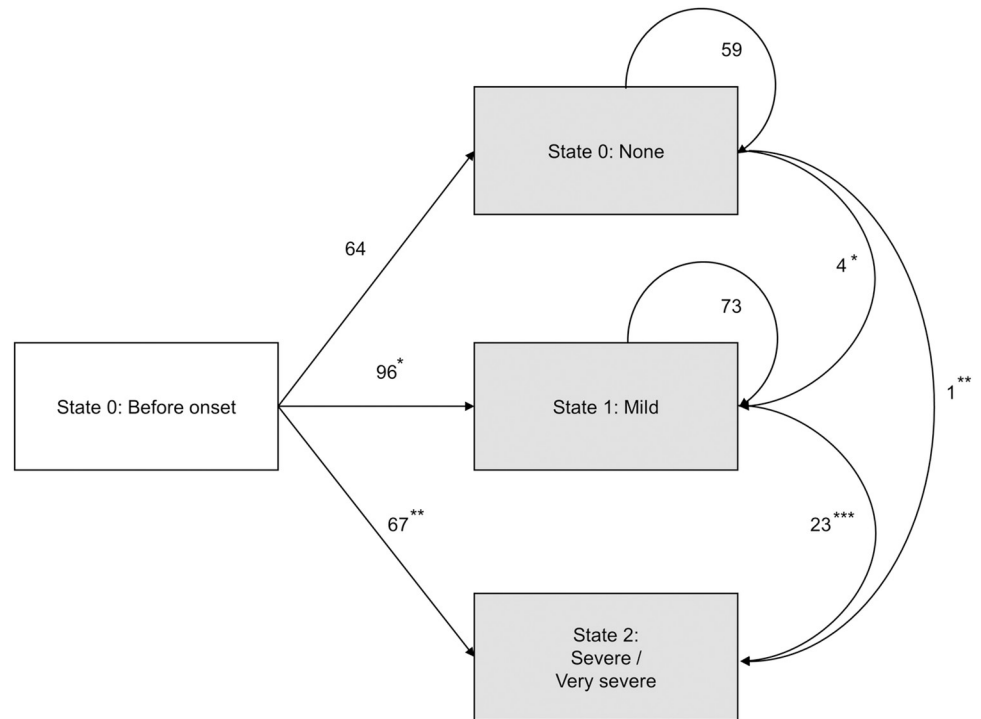 59
State 0: None
64
4*
73
96*
State 0: Before onset
State 1: Mild
1**
67**
23***
State 2:
Severe /
Very severe